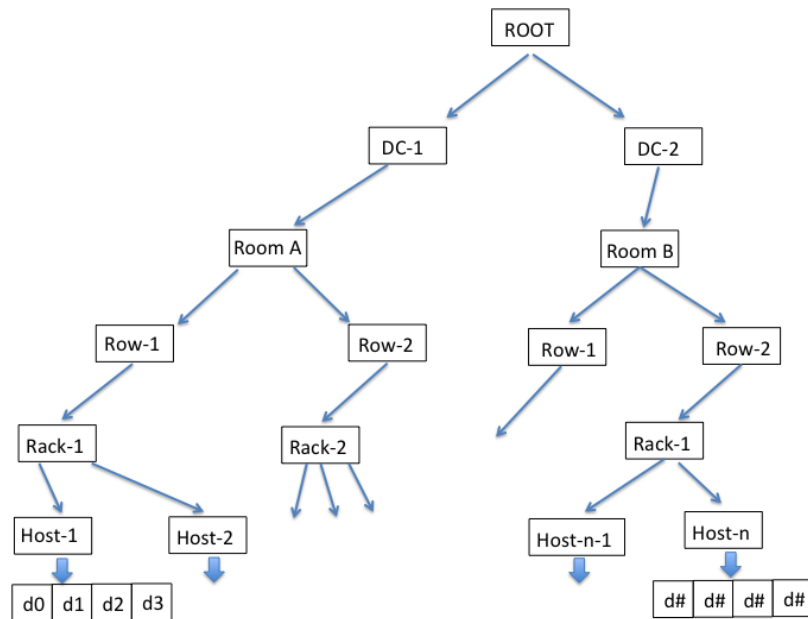 ROOT
DC-1 DC-2
Room A Room B
Row-1 Row-2 Row-1 Row-2
Rack-1 Rack-2 Rack-1
Host-1 Host-2 Host-n-1 Host-n
d0 d1 d2 d3 d# d# d# d#